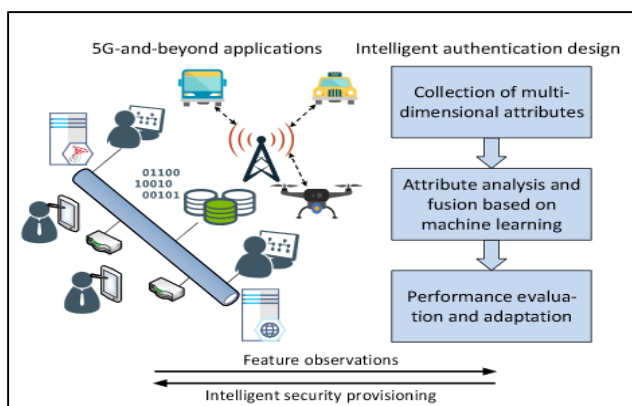 5G-and-beyond applications
Intelligent authentication design
01100
10010
00101
Collection of multi-
dimensional attributes
Attribute analysis and
fusion based on
machine learning
Performance evalua-
tion and adaptation
Feature observations
Intelligent security provisioning